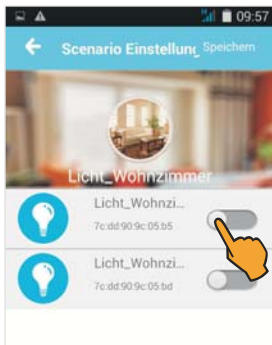 09:57
Scenario Einstellung Speichern
Licht_Wohnzimmer
Licht_Wohnzi...
7c:dd:90:9c:05:b5
Licht_Wohnzi...
7c:dd:90:9c:05:bd